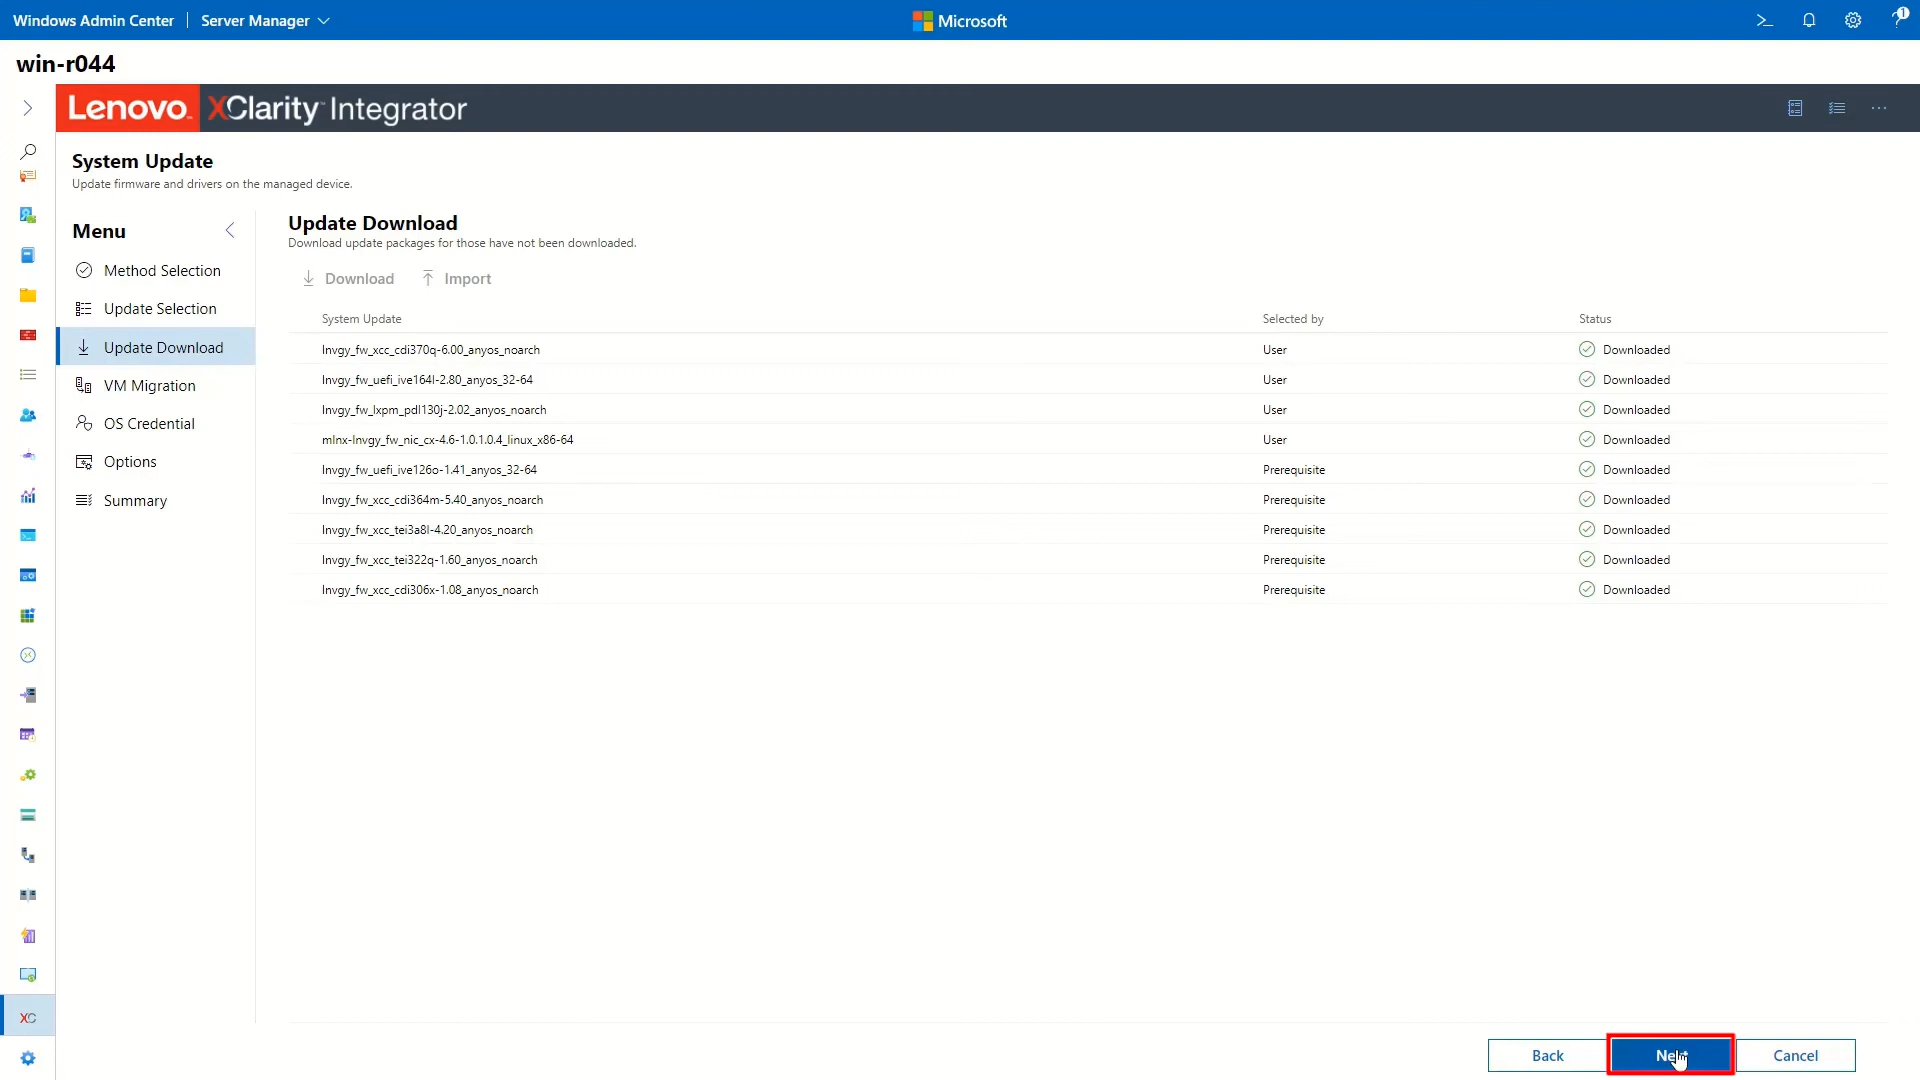 Windows Admin Center | Server Manager
Microsoft
1
win-r044
Lenovo XClarity Integrator
System Update
Update firmware and drivers on the managed device.
Menu
Method Selection
Update Selection
Update Download
VM Migration
OS Credential
Options
Summary
Update Download
Download update packages for those have not been downloaded.
Download Import
System Update Selected by Status
lnvgy_fw_xcc_cdi370q-6.00_anyos_noarch User Downloaded
lnvgy_fw_uefi_ive164l-2.80_anyos_32-64 User Downloaded
lnvgy_fw_lxpm_pdl130j-2.02_anyos_noarch User Downloaded
mlnx-lnvgy_fw_nic_cx-4.6-1.0.1.0.4_linux_x86-64 User Downloaded
lnvgy_fw_uefi_ive126o-1.41_anyos_32-64 Prerequisite Downloaded
lnvgy_fw_xcc_cdi364m-5.40_anyos_noarch Prerequisite Downloaded
lnvgy_fw_xcc_tei3a8l-4.20_anyos_noarch Prerequisite Downloaded
lnvgy_fw_xcc_tei322q-1.60_anyos_noarch Prerequisite Downloaded
lnvgy_fw_xcc_cdi306x-1.08_anyos_noarch Prerequisite Downloaded
XC
Back Next Cancel